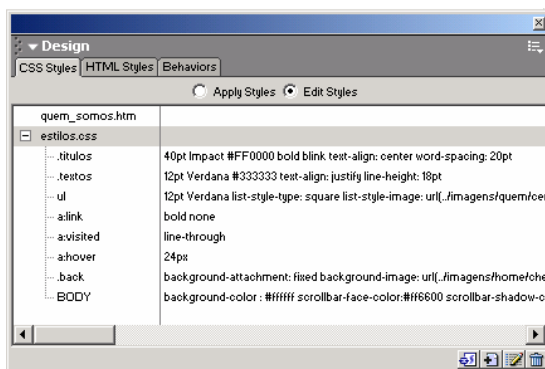 Design
CSS Styles HTML Styles Behaviors
Apply Styles Edit Styles
quem_somos.htm
estilos.css
.titulos 40pt Impact #FF0000 bold blink text-align: center word-spacing: 20pt
.textos 12pt Verdana #333333 text-align: justify line-height: 18pt
ul 12pt Verdana list-style-type: square list-style-image: url(../imagens/quem/cer
a:link bold none
a:visited line-through
a:hover 24px
.back background-attachment: fixed background-image: url(../imagens/home/che
BODY background-color : #ffffff scrollbar-face-color:#ff6600 scrollbar-shadow-c